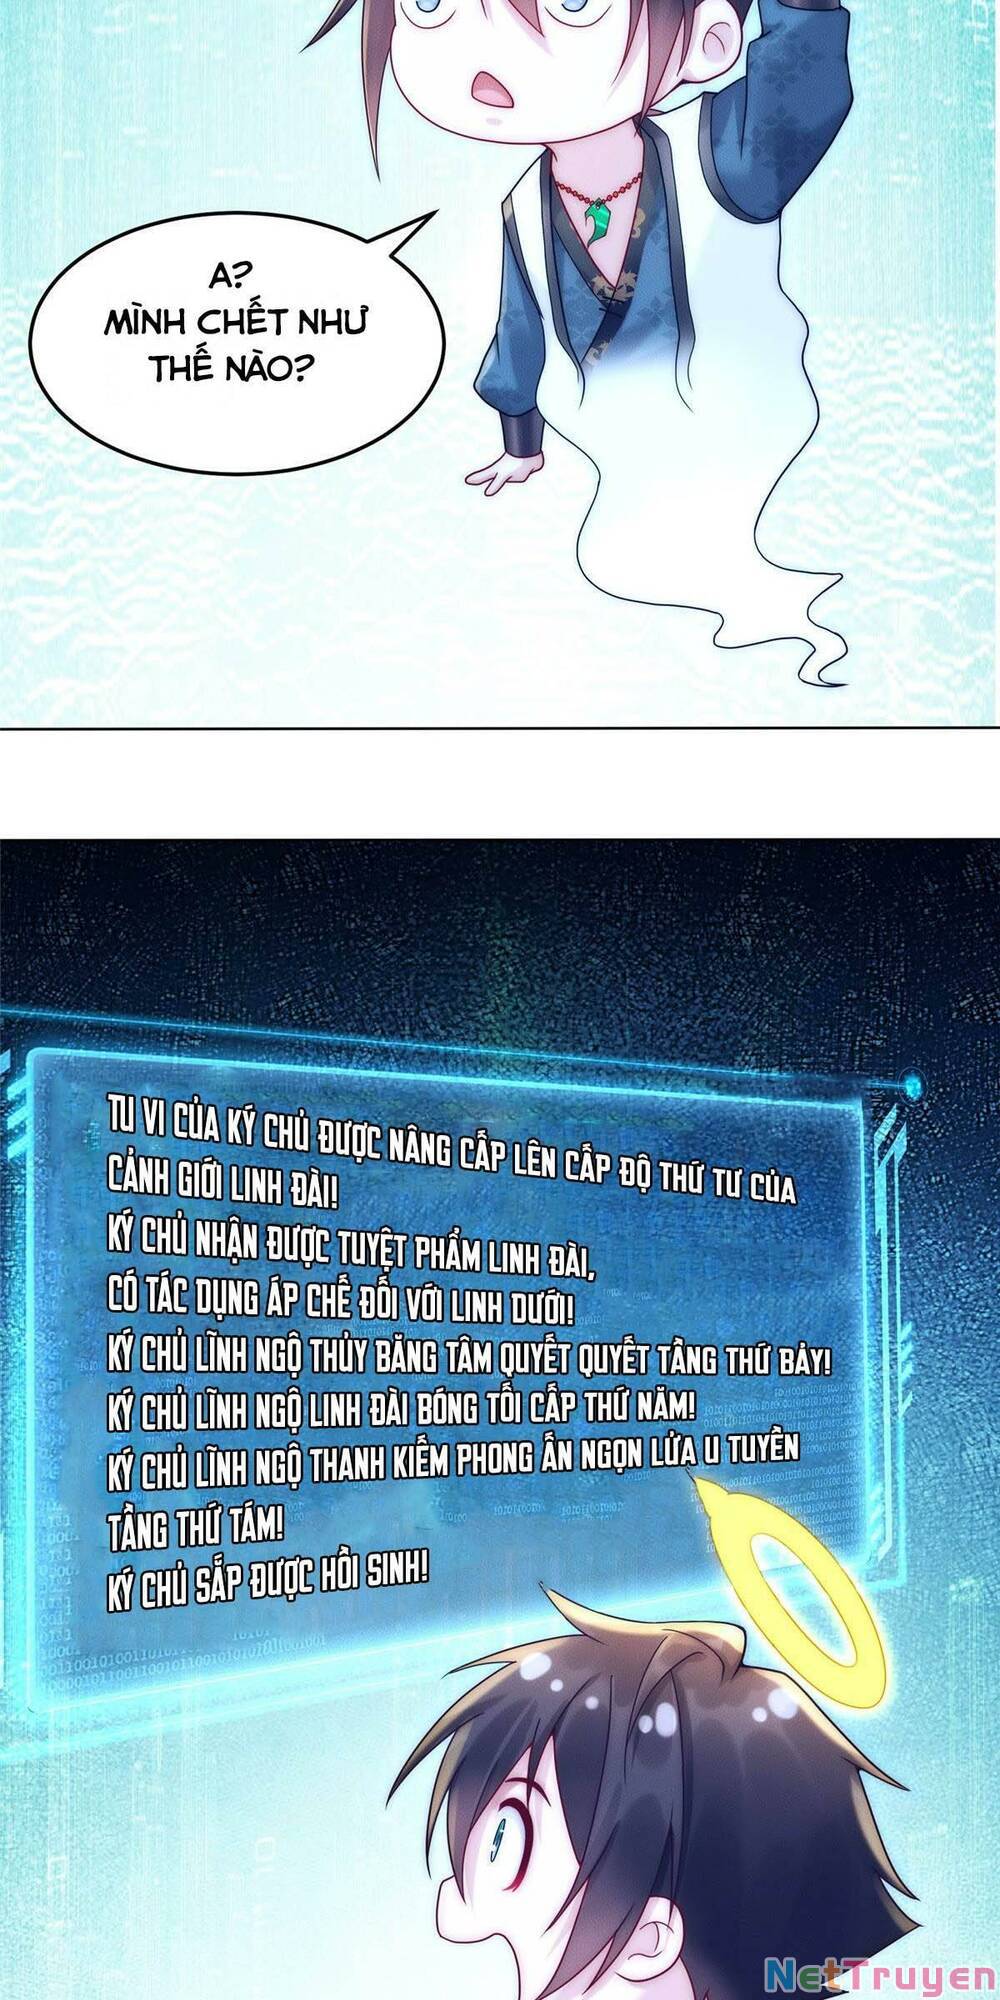 A?
MÌNH CHẾT NHƯ
THẾ NÀO?
TU VI CỦA KÝ CHỦ ĐƯỢC NÂNG CẤP LÊN CẤP ĐỘ THỨ TƯ CỦA
CẢNH GIỚI LINH ĐÀI!
KÝ CHỦ NHẬN ĐƯỢC TUYỆT PHẨM LINH ĐÀI,
CÓ TÁC DỤNG ÁP CHẾ ĐỐI VỚI LINH DƯỚI!
KÝ CHỦ LĨNH NGỘ THỦY BĂNG TÂM QUYẾT QUYẾT TẦNG THỨ BẢY!
KÝ CHỦ LĨNH NGỘ LINH ĐÀI BÓNG TỐI CẤP THỨ NĂM!
KÝ CHỦ LĨNH NGỘ THANH KIẾM PHONG ẤN NGỌN LỬA U TUYỀN
TẦNG THỨ TÁM!
KÝ CHỦ SẮP ĐƯỢC HỒI SINH!
NetTruyen